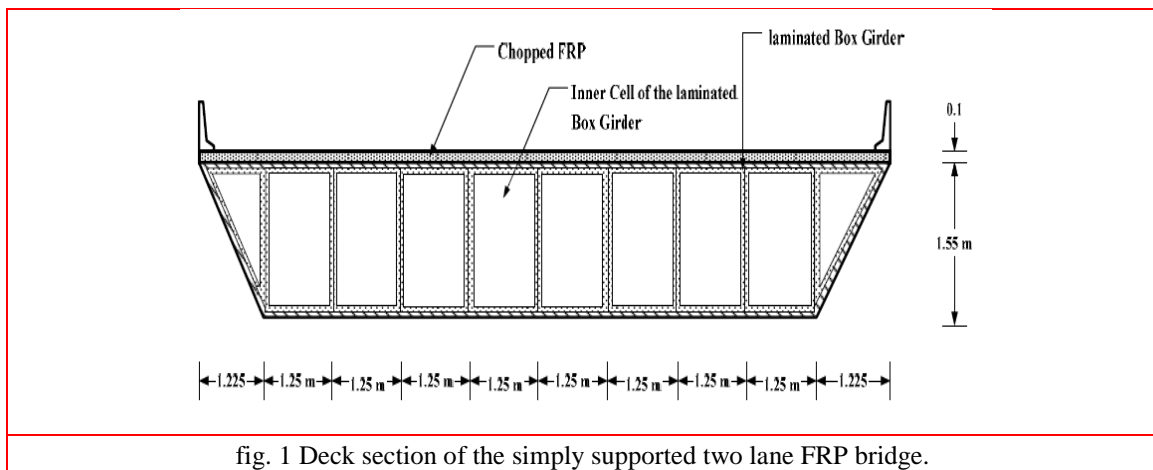 laminated Box Girder
Chopped FRP
Inner Cell of the laminated
Box Girder
0.1
1.55 m
1.225 1.25 m 1.25 m 1.25 m 1.25 m 1.25 m 1.25 m 1.25 m 1.25 m 1.225
fig. 1 Deck section of the simply supported two lane FRP bridge.